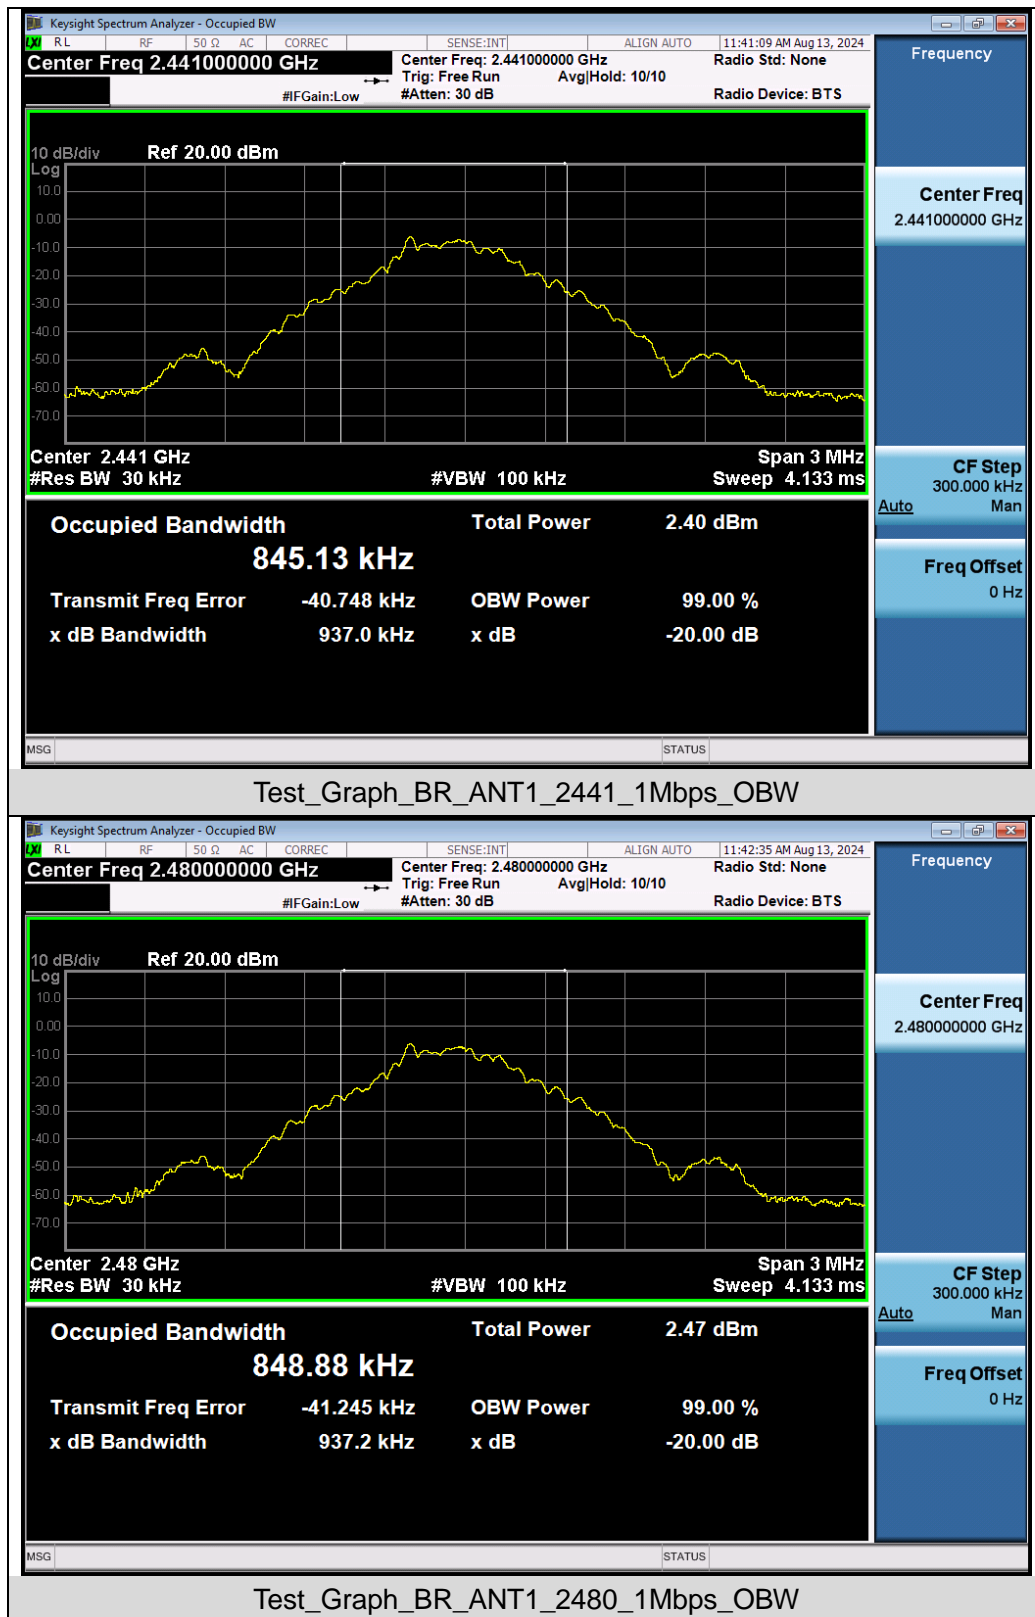 Keysight Spectrum Analyzer - Occupied BW
LXI RL RF 50 Ω AC CORREC SENSE:INT ALIGN AUTO 11:41:09 AM Aug 13, 2024
Center Freq 2.441000000 GHz
Center Freq: 2.441000000 GHz
Radio Std: None
Trig: Free Run Avg|Hold: 10/10
#IFGain:Low
#Atten: 30 dB
Radio Device: BTS
Frequency
10 dB/div Ref 20.00 dBm
Log
10.0
0.00
-10.0
-20.0
-30.0
-40.0
-50.0
-60.0
-70.0
Center 2.441 GHz Span 3 MHz
#Res BW 30 kHz #VBW 100 kHz Sweep 4.133 ms
Center Freq
2.441000000 GHz
CF Step
300.000 kHz
Auto Man
Freq Offset
0 Hz
Occupied Bandwidth Total Power 2.40 dBm
845.13 kHz
Transmit Freq Error -40.748 kHz OBW Power 99.00 %
x dB Bandwidth 937.0 kHz x dB -20.00 dB
MSG STATUS
Test_Graph_BR_ANT1_2441_1Mbps_OBW
Keysight Spectrum Analyzer - Occupied BW
LXI RL RF 50 Ω AC CORREC SENSE:INT ALIGN AUTO 11:42:35 AM Aug 13, 2024
Center Freq 2.480000000 GHz
Center Freq: 2.480000000 GHz
Radio Std: None
Trig: Free Run Avg|Hold: 10/10
#IFGain:Low
#Atten: 30 dB
Radio Device: BTS
Frequency
10 dB/div Ref 20.00 dBm
Log
10.0
0.00
-10.0
-20.0
-30.0
-40.0
-50.0
-60.0
-70.0
Center 2.48 GHz Span 3 MHz
#Res BW 30 kHz #VBW 100 kHz Sweep 4.133 ms
Center Freq
2.480000000 GHz
CF Step
300.000 kHz
Auto Man
Freq Offset
0 Hz
Occupied Bandwidth Total Power 2.47 dBm
848.88 kHz
Transmit Freq Error -41.245 kHz OBW Power 99.00 %
x dB Bandwidth 937.2 kHz x dB -20.00 dB
MSG STATUS
Test_Graph_BR_ANT1_2480_1Mbps_OBW